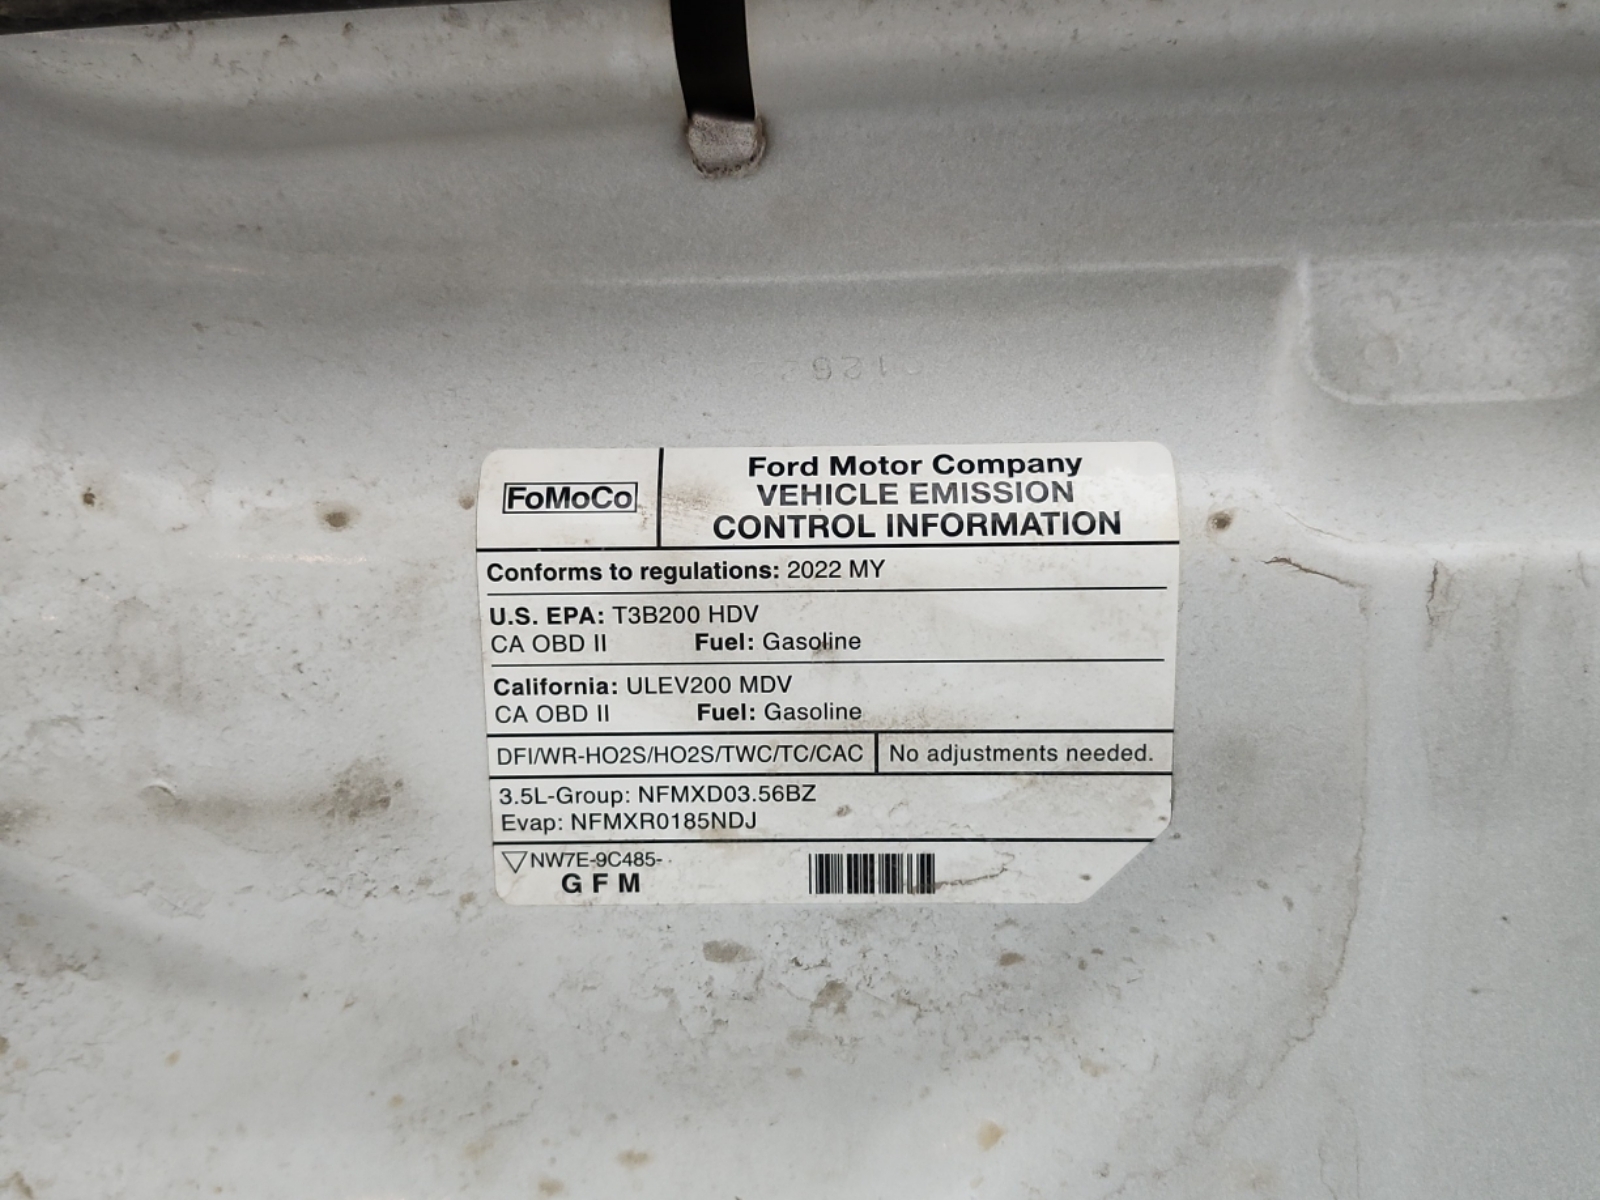 FoMoCo
Ford Motor Company
VEHICLE EMISSION
CONTROL INFORMATION
Conforms to regulations: 2022 MY
U.S. EPA: T3B200 HDV
CA OBD II Fuel: Gasoline
California: ULEV200 MDV
CA OBD II Fuel: Gasoline
DFI/WR-HO2S/HO2S/TWC/TC/CAC No adjustments needed.
3.5L-Group: NFMXD03.56BZ
Evap: NFMXR0185NDJ
NW7E-9C485-
G F M